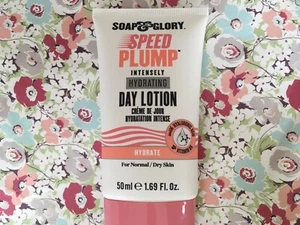 SOAP&GLORY.
SPEED
PLUMP™
INTENSELY
HYDRATING
DAY LOTION
CRÈME DE JOUR
HYDRATATION INTENSE
HYDRATE
For Normal/Dry Skin
50ml e 1.69 Fl. Oz.